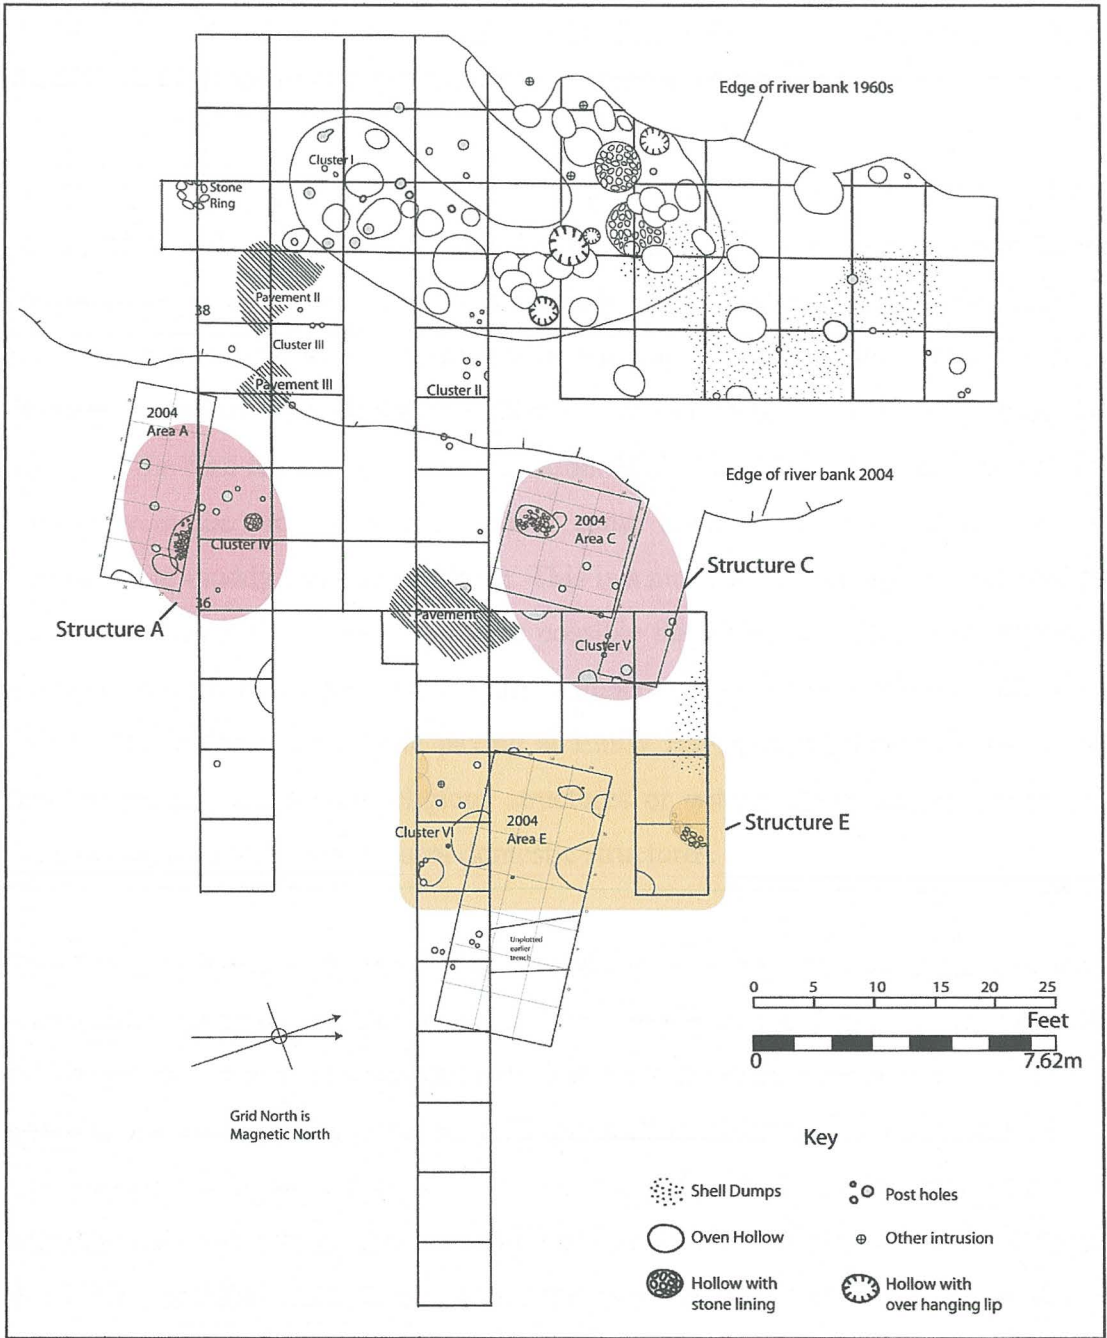 Edge of river bank 1960s
Cluster I
Stone
Ring
Pavement II
38
Cluster III
Pavement III
Cluster II
2004
Area A
Edge of river bank 2004
2004
Area C
Cluster IV
Structure C
36
Structure A
Pavement
Cluster V
2004
Area E
Cluster VI
Structure E
Unplotted
earlier
trench
0 5 10 15 20 25
Feet
0 7.62m
Grid North is
Magnetic North
Key
Shell Dumps
Post holes
Oven Hollow
Other intrusion
Hollow with
stone lining
Hollow with
over hanging lip